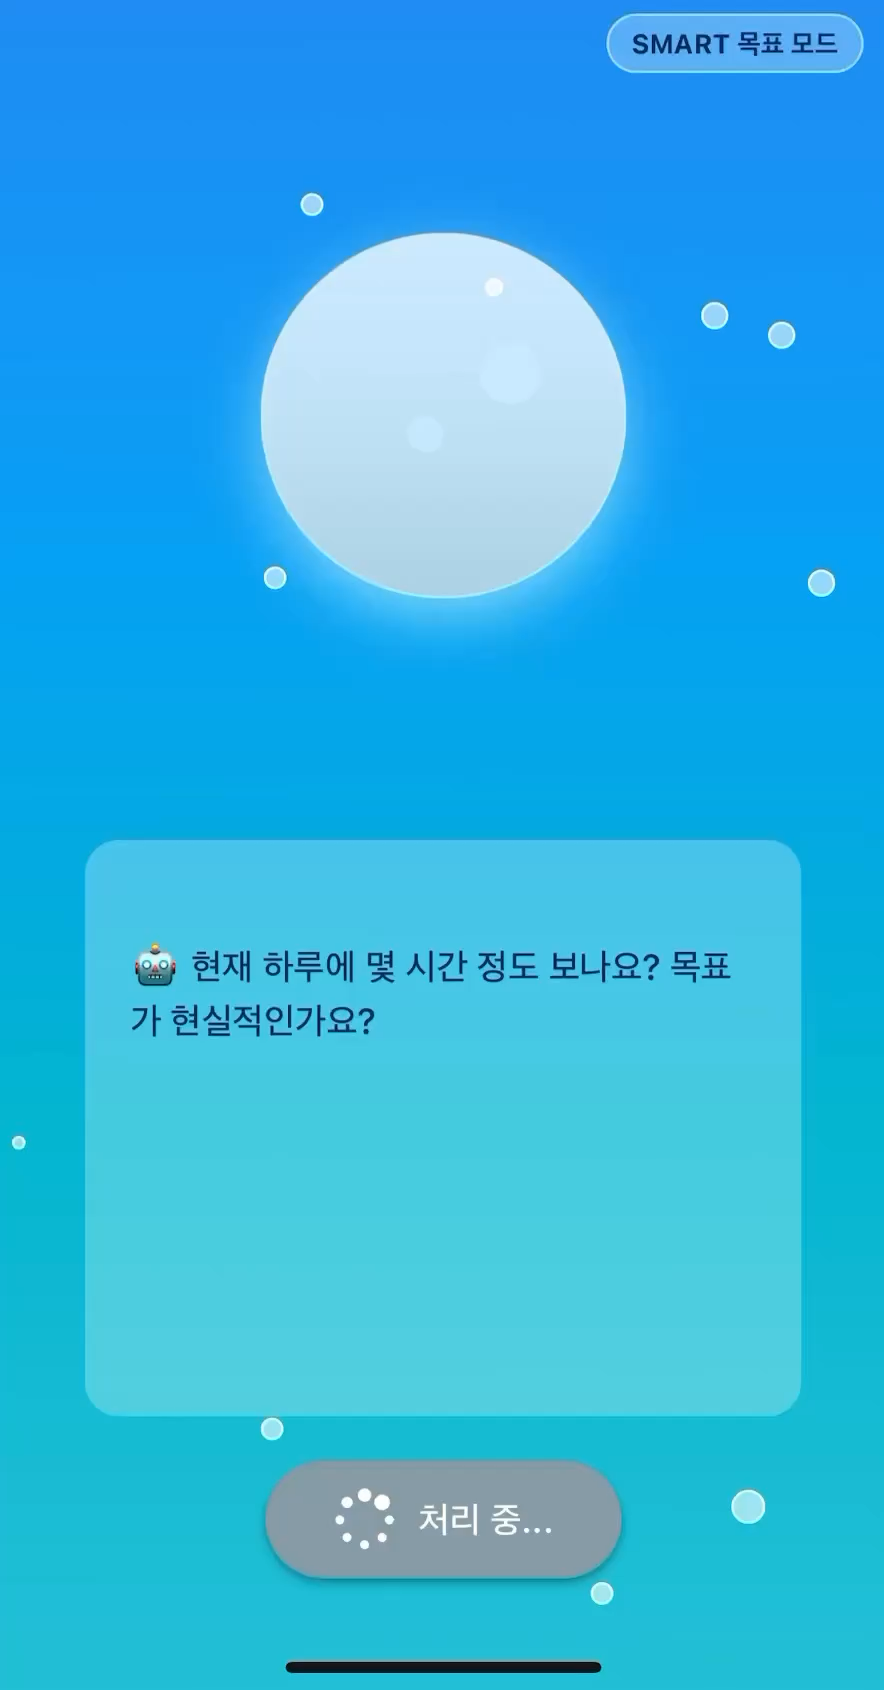 SMART 목표 모드
🤖 현재 하루에 몇 시간 정도 보나요? 목표
가 현실적인가요?
처리 중...